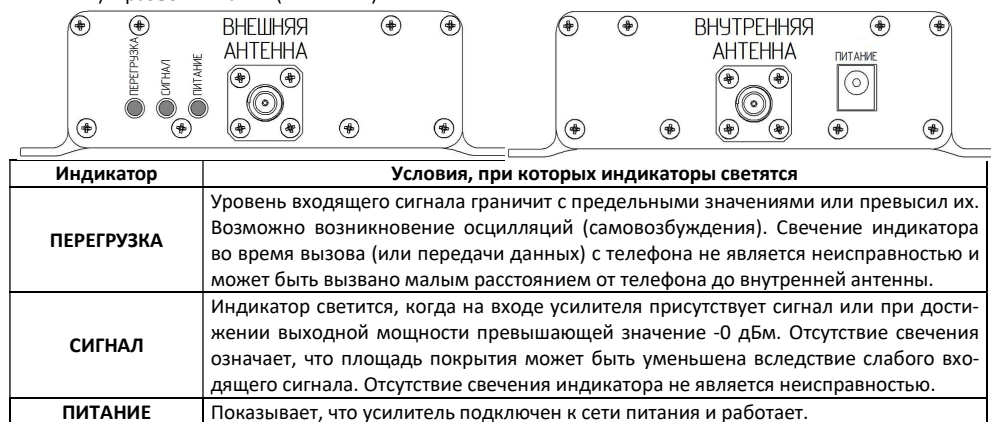 ВНЕШНЯЯ
АНТЕННА
ПЕРЕГРУЗКА
СИГНАЛ
ПИТАНИЕ
ВНУТРЕННЯЯ
АНТЕННА
ПИТАНИЕ
Индикатор
Условия, при которых индикаторы светятся
ПЕРЕГРУЗКА
Уровень входящего сигнала граничит с предельными значениями или превысил их.
Возможно возникновение осцилляций (самовозбуждения). Свечение индикатора
во время вызова (или передачи данных) с телефона не является неисправностью и
может быть вызвано малым расстоянием от телефона до внутренней антенны.
СИГНАЛ
Индикатор светится, когда на входе усилителя присутствует сигнал или при дости-
жении выходной мощности превышающей значение -0 дБм. Отсутствие свечения
означает, что площадь покрытия может быть уменьшена вследствие слабого вхо-
дящего сигнала. Отсутствие свечения индикатора не является неисправностью.
ПИТАНИЕ
Показывает, что усилитель подключен к сети питания и работает.